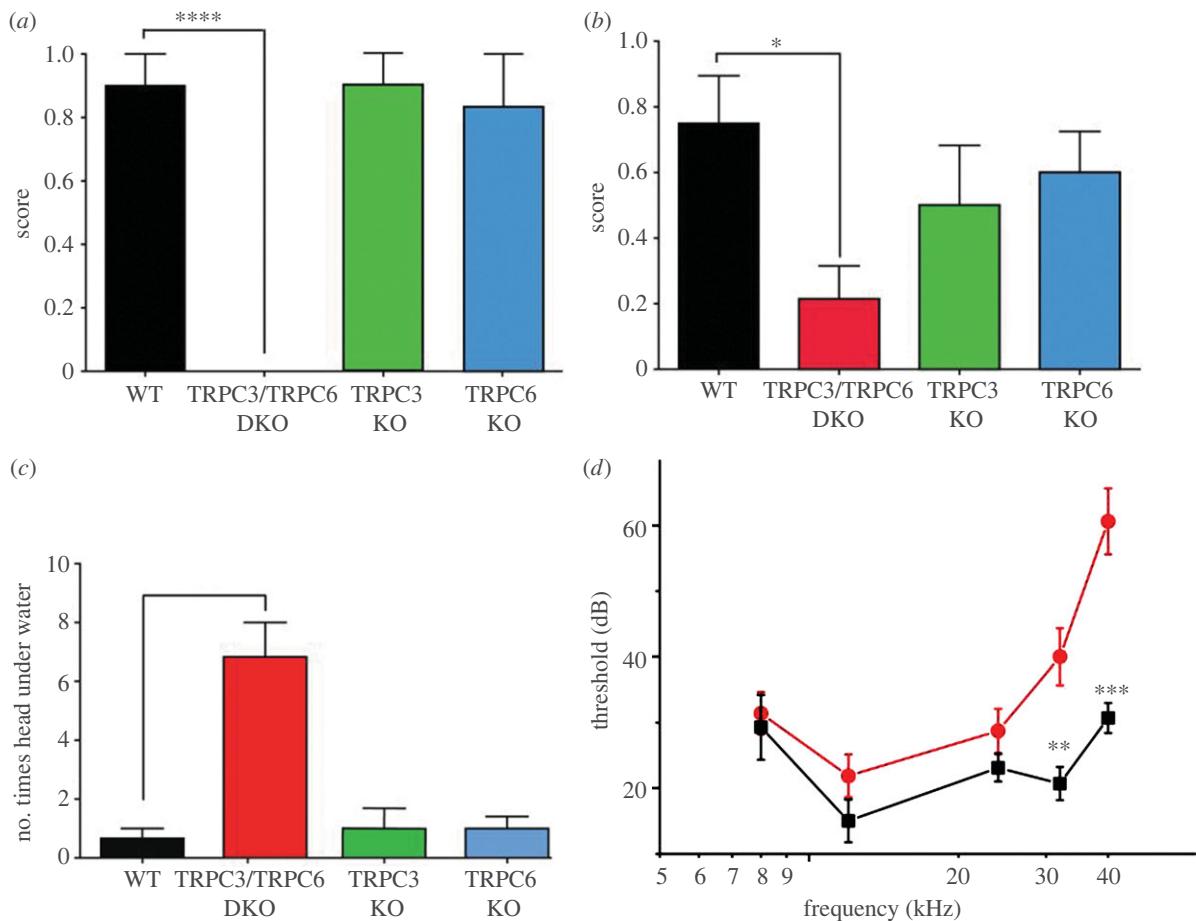 (a)
****
1.0
0.8
0.6
0.4
0.2
0
score
WT TRPC3/TRPC6 TRPC3 TRPC6
DKO KO KO
(b)
*
1.0
0.8
0.6
0.4
0.2
0
score
WT TRPC3/TRPC6 TRPC3 TRPC6
DKO KO KO
(c)
10
8
6
4
2
0
no. times head under water
WT TRPC3/TRPC6 TRPC3 TRPC6
DKO KO KO
(d)
60
40
20
threshold (dB)
***
**
5 6 7 8 9 20 30 40
frequency (kHz)